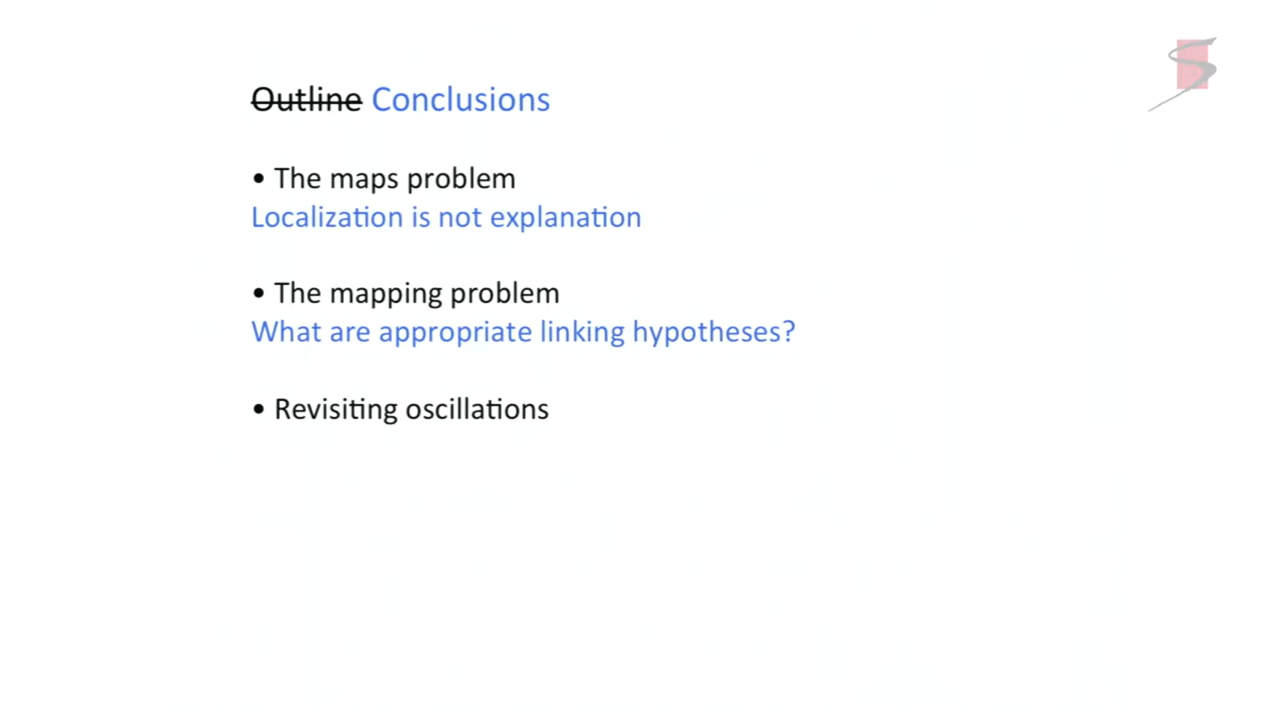 Outline Conclusions
• The maps problem
Localization is not explanation
• The mapping problem
What are appropriate linking hypotheses?
• Revisiting oscillations